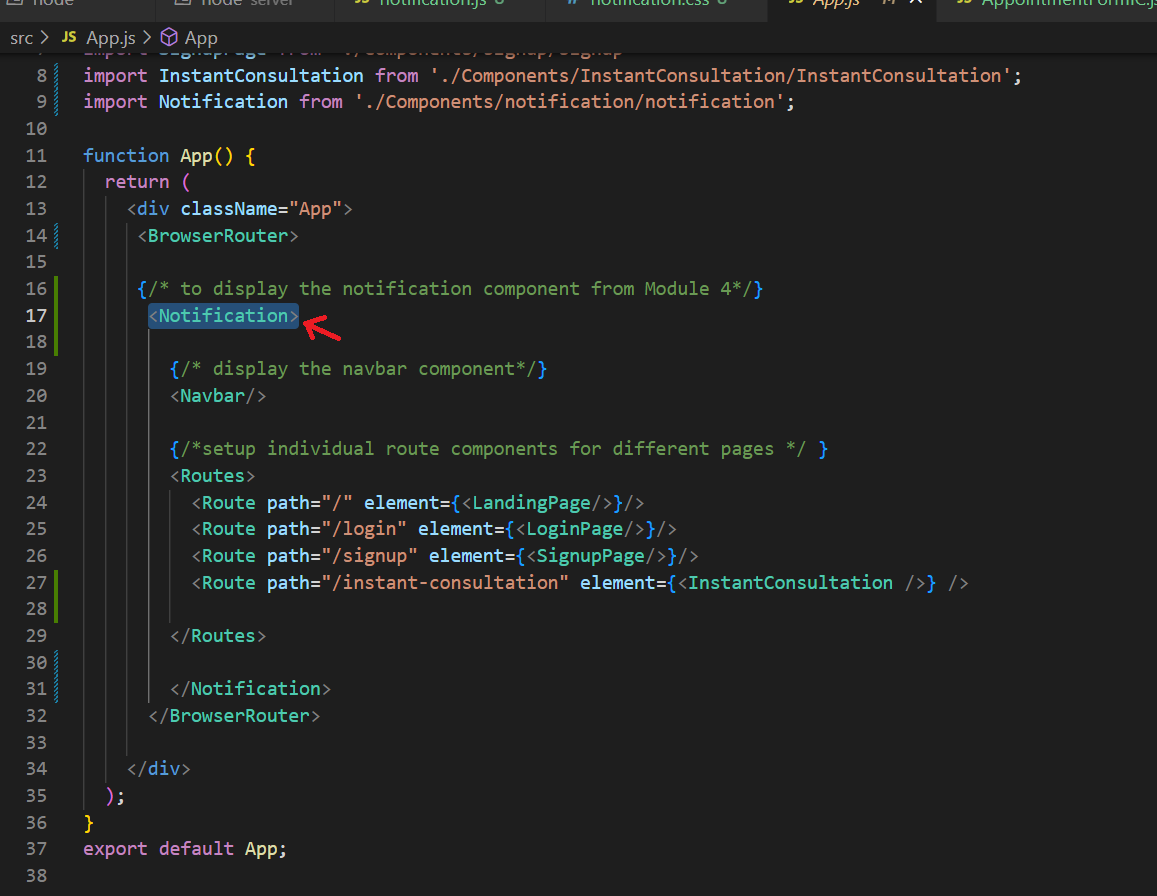 node
node server
JS notification.js U
# notification.css U
JS App.js M ×
JS AppointmentFormIC.js
src > JS App.js > App
7 import SignupPage from './Components/Signup/Signup'
8 import InstantConsultation from './Components/InstantConsultation/InstantConsultation';
9 import Notification from './Components/notification/notification';
10
11 function App() {
12 return (
13 <div className="App">
14 <BrowserRouter>
15
16 {/* to display the notification component from Module 4*/}
17 <Notification>
18
19 {/* display the navbar component*/}
20 <Navbar/>
21
22 {/*setup individual route components for different pages */ }
23 <Routes>
24 <Route path="/" element={<LandingPage/>}/>
25 <Route path="/login" element={<LoginPage/>}/>
26 <Route path="/signup" element={<SignupPage/>}/>
27 <Route path="/instant-consultation" element={<InstantConsultation />} />
28
29 </Routes>
30
31 </Notification>
32 </BrowserRouter>
33
34 </div>
35 );
36 }
37 export default App;
38